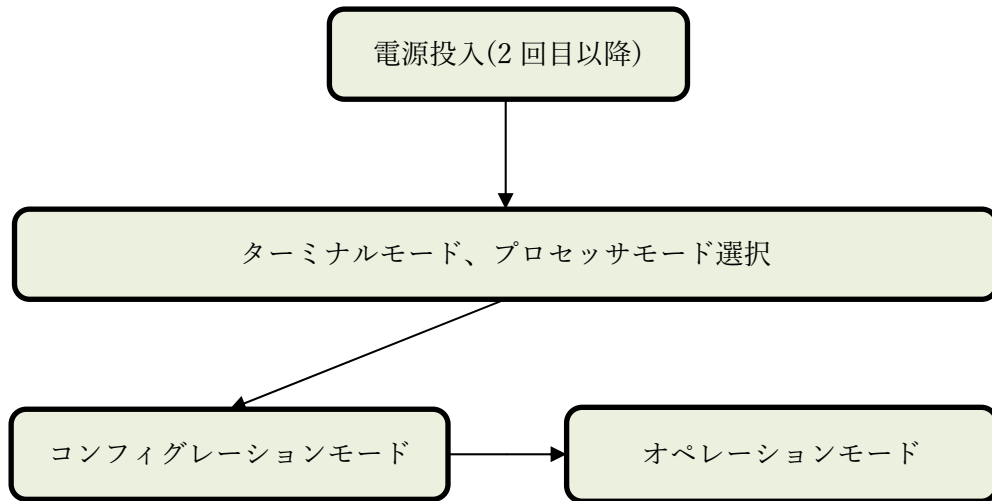 電源投入(2 回目以降)
ターミナルモード、プロセッサモード選択
コンフィグレーションモード
オペレーションモード